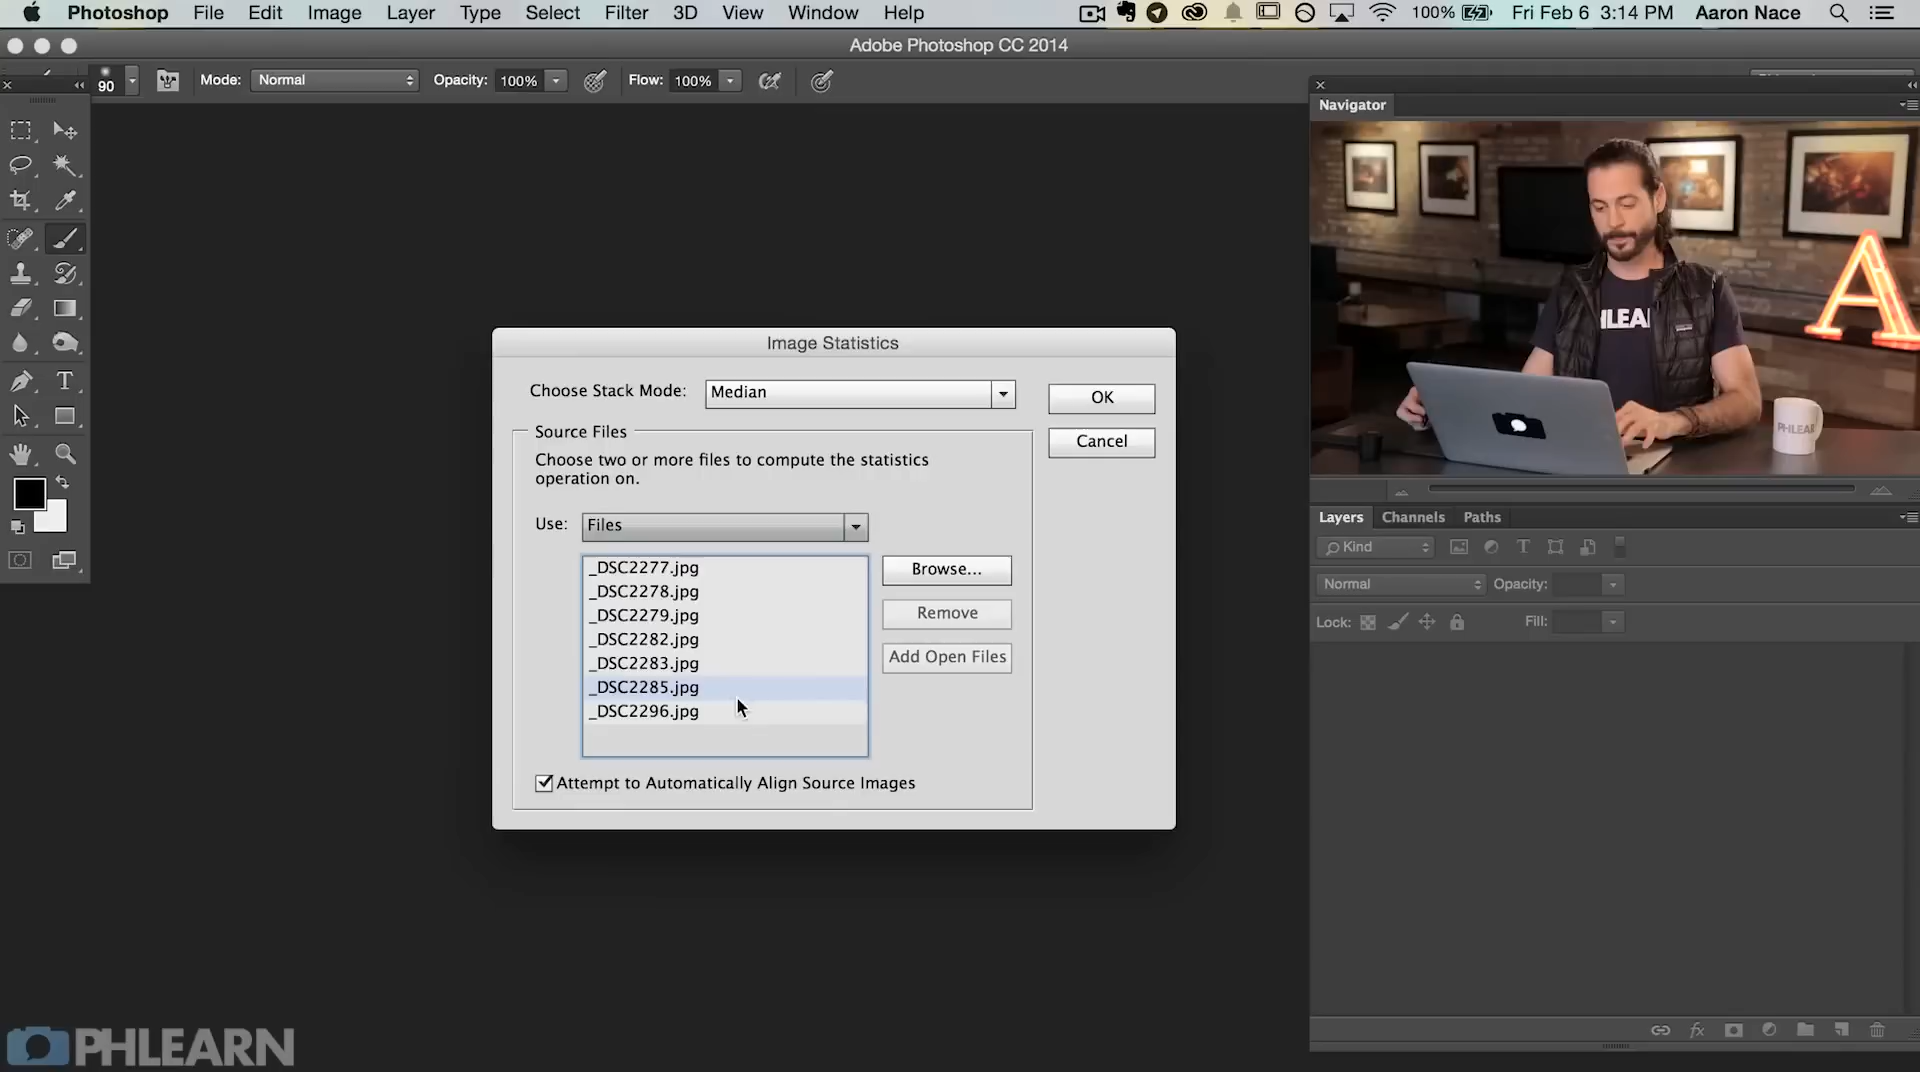 Photoshop File Edit Image Layer Type Select Filter 3D View Window Help 100% Fri Feb 6 3:14 PM Aaron Nace
Adobe Photoshop CC 2014
90 Mode: Normal Opacity: 100% Flow: 100%
Navigator
PHLEARN
Image Statistics
Choose Stack Mode: Median OK
Source Files Cancel
Choose two or more files to compute the statistics
operation on.
Use: Files
_DSC2277.jpg Browse...
_DSC2278.jpg
_DSC2279.jpg Remove
_DSC2282.jpg
_DSC2283.jpg Add Open Files
_DSC2285.jpg
_DSC2296.jpg
Attempt to Automatically Align Source Images
Layers Channels Paths
Kind
Normal Opacity:
Lock: Fill:
PHLEARN